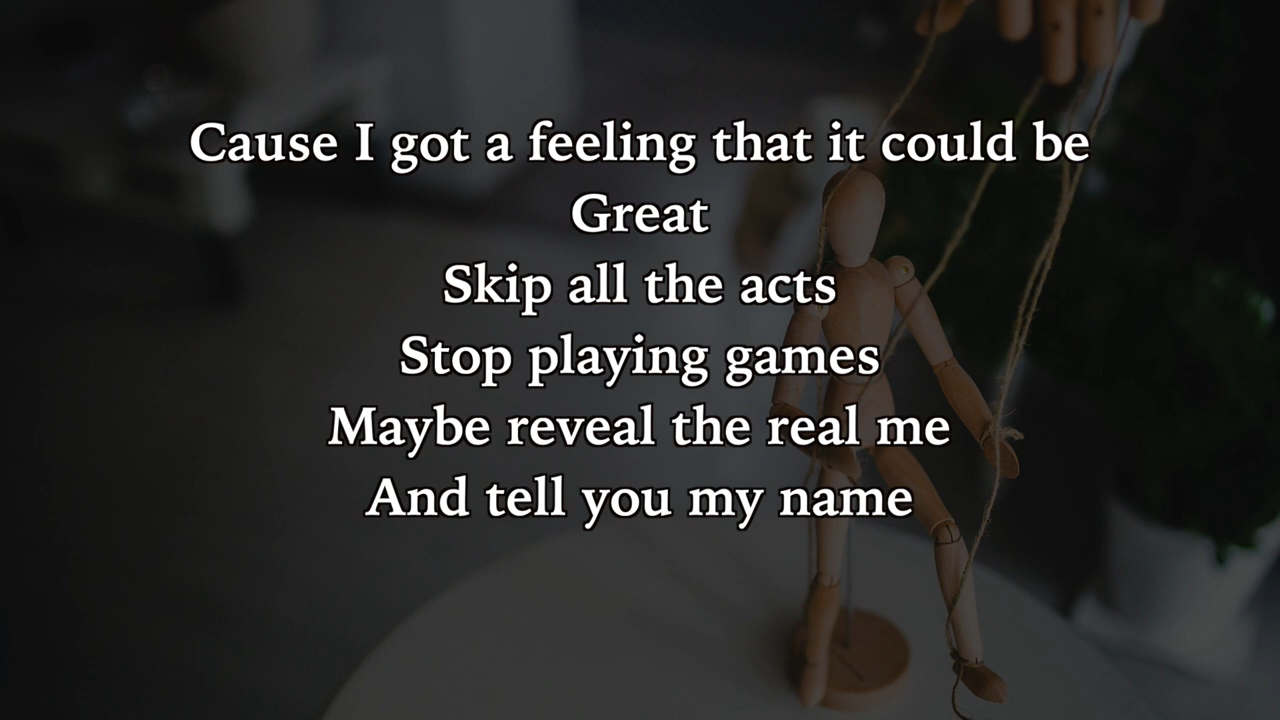 Cause I got a feeling that it could be
Great
Skip all the acts
Stop playing games
Maybe reveal the real me
And tell you my name